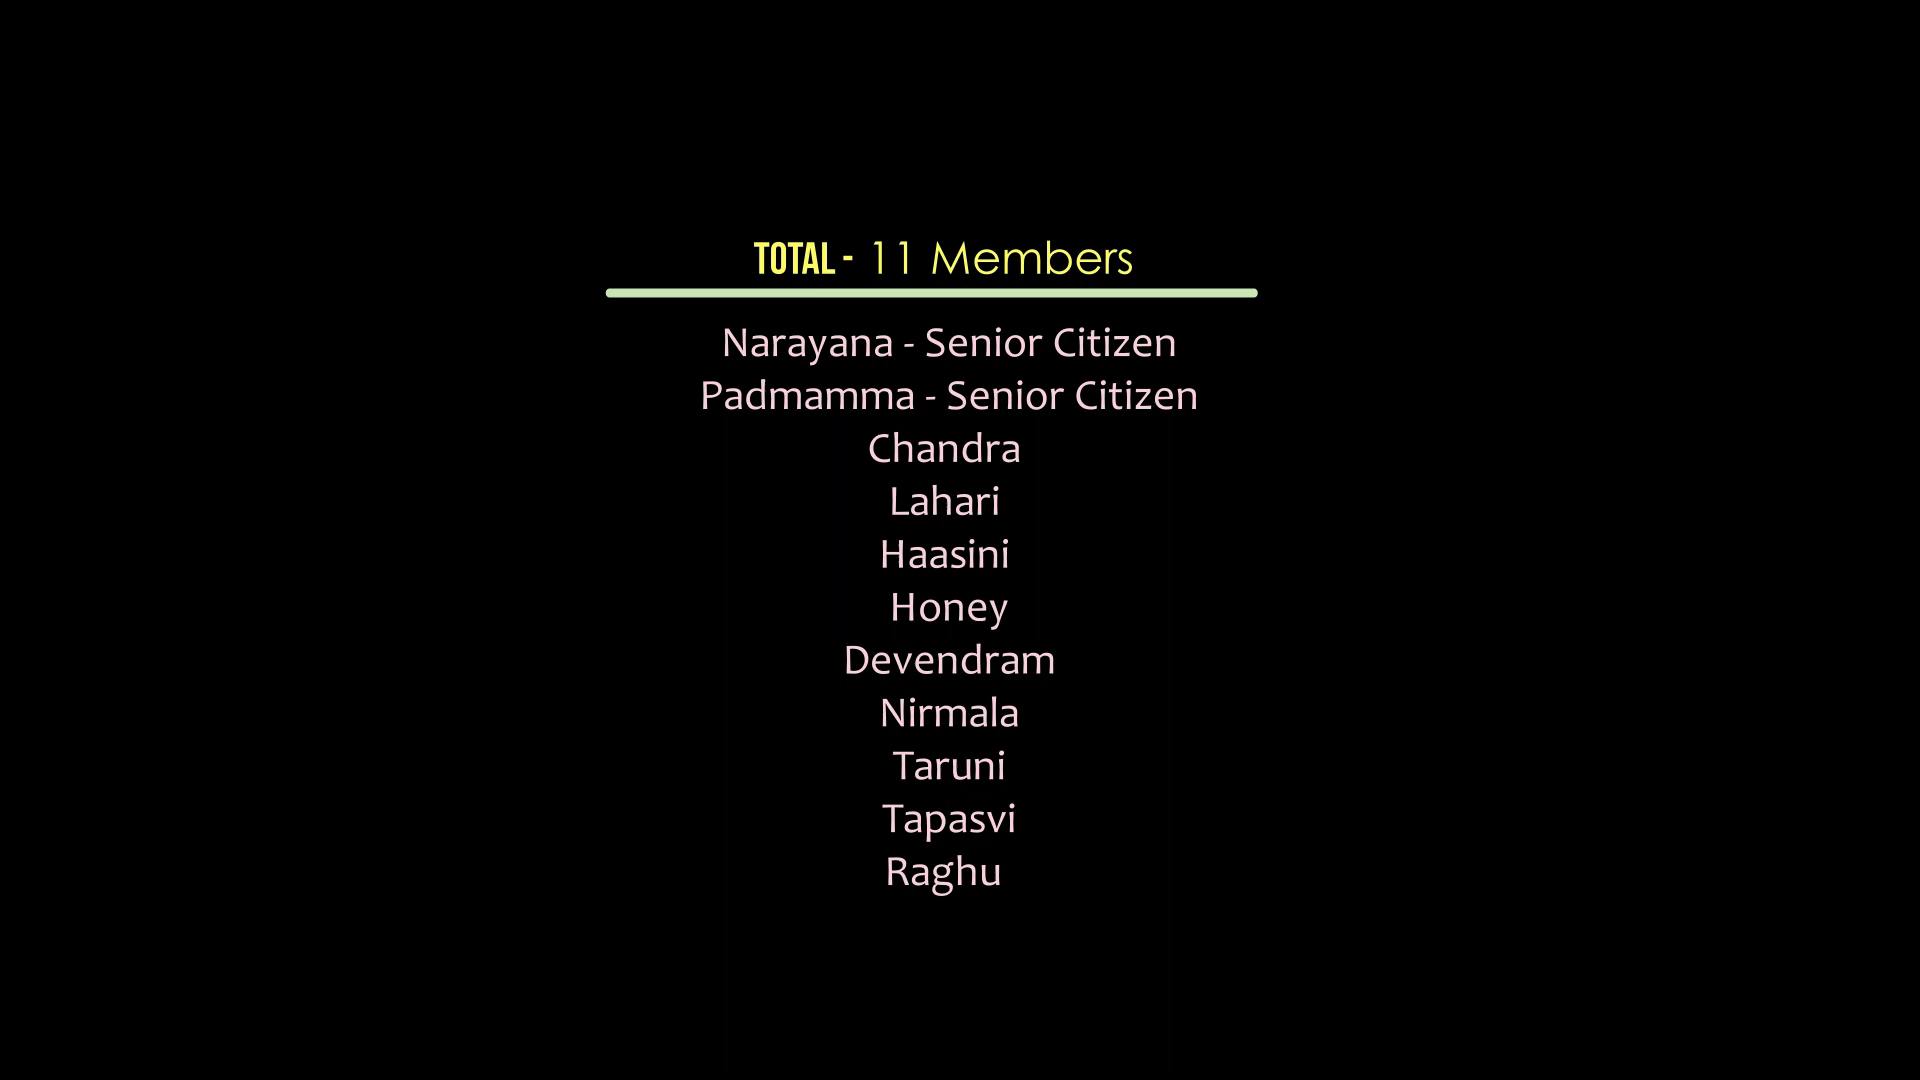 TOTAL - 11 Members
Narayana - Senior Citizen
Padmamma - Senior Citizen
Chandra
Lahari
Haasini
Honey
Devendram
Nirmala
Taruni
Tapasvi
Raghu